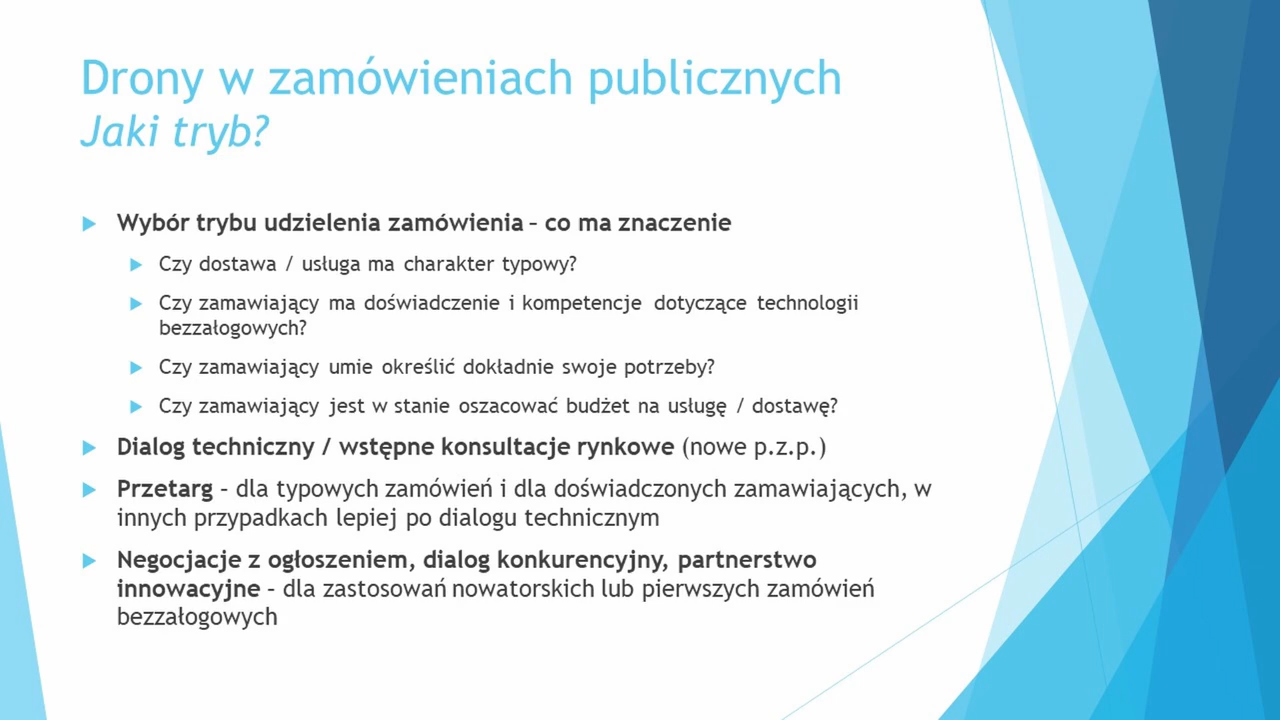 Drony w zamówieniach publicznych
Jaki tryb?
Wybór trybu udzielenia zamówienia – co ma znaczenie
Czy dostawa / usługa ma charakter typowy?
Czy zamawiający ma doświadczenie i kompetencje dotyczące technologii
bezzałogowych?
Czy zamawiający umie określić dokładnie swoje potrzeby?
Czy zamawiający jest w stanie oszacować budżet na usługę / dostawę?
Dialog techniczny / wstępne konsultacje rynkowe (nowe p.z.p.)
Przetarg – dla typowych zamówień i dla doświadczonych zamawiających, w
innych przypadkach lepiej po dialogu technicznym
Negocjacje z ogłoszeniem, dialog konkurencyjny, partnerstwo
innowacyjne – dla zastosowań nowatorskich lub pierwszych zamówień
bezzałogowych